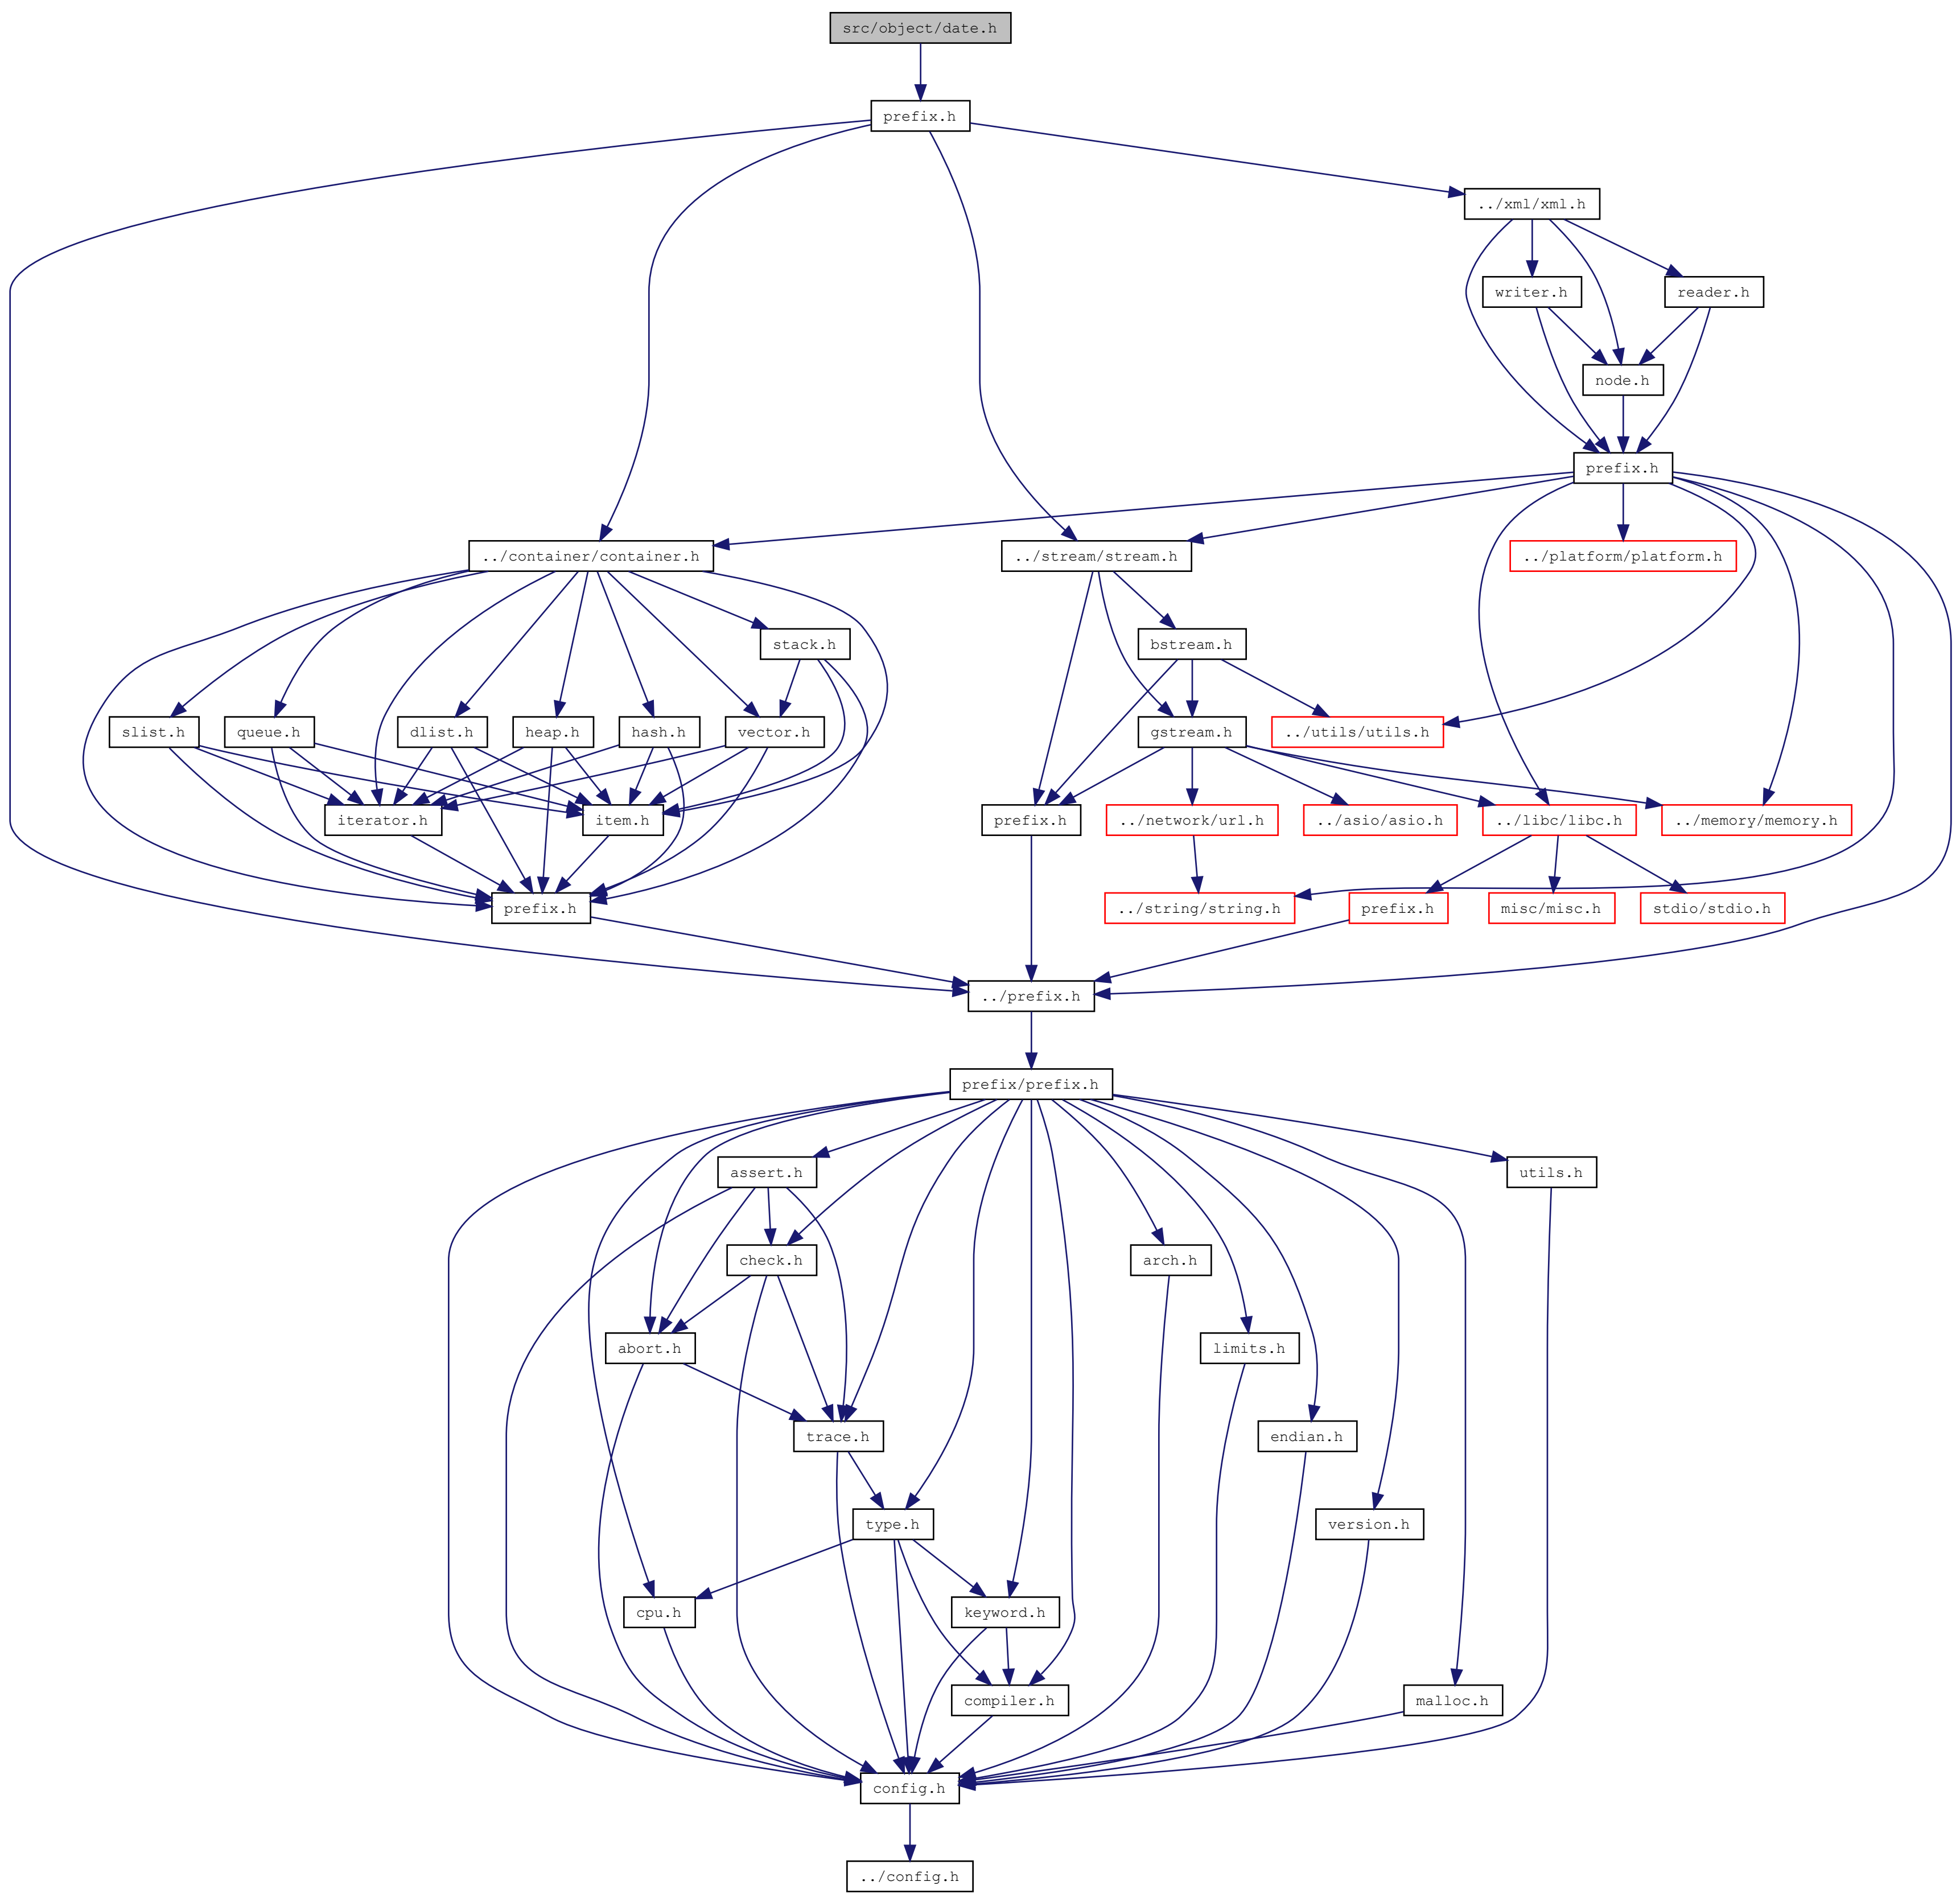 src/object/date.h
prefix.h
../xml/xml.h
writer.h
reader.h
node.h
prefix.h
../container/container.h
../stream/stream.h
../platform/platform.h
stack.h
bstream.h
slist.h
queue.h
dlist.h
heap.h
hash.h
vector.h
gstream.h
../utils/utils.h
iterator.h
item.h
prefix.h
../network/url.h
../asio/asio.h
../libc/libc.h
../memory/memory.h
prefix.h
../string/string.h
prefix.h
misc/misc.h
stdio/stdio.h
../prefix.h
prefix/prefix.h
assert.h
utils.h
check.h
arch.h
abort.h
limits.h
trace.h
endian.h
type.h
version.h
cpu.h
keyword.h
compiler.h
malloc.h
config.h
../config.h